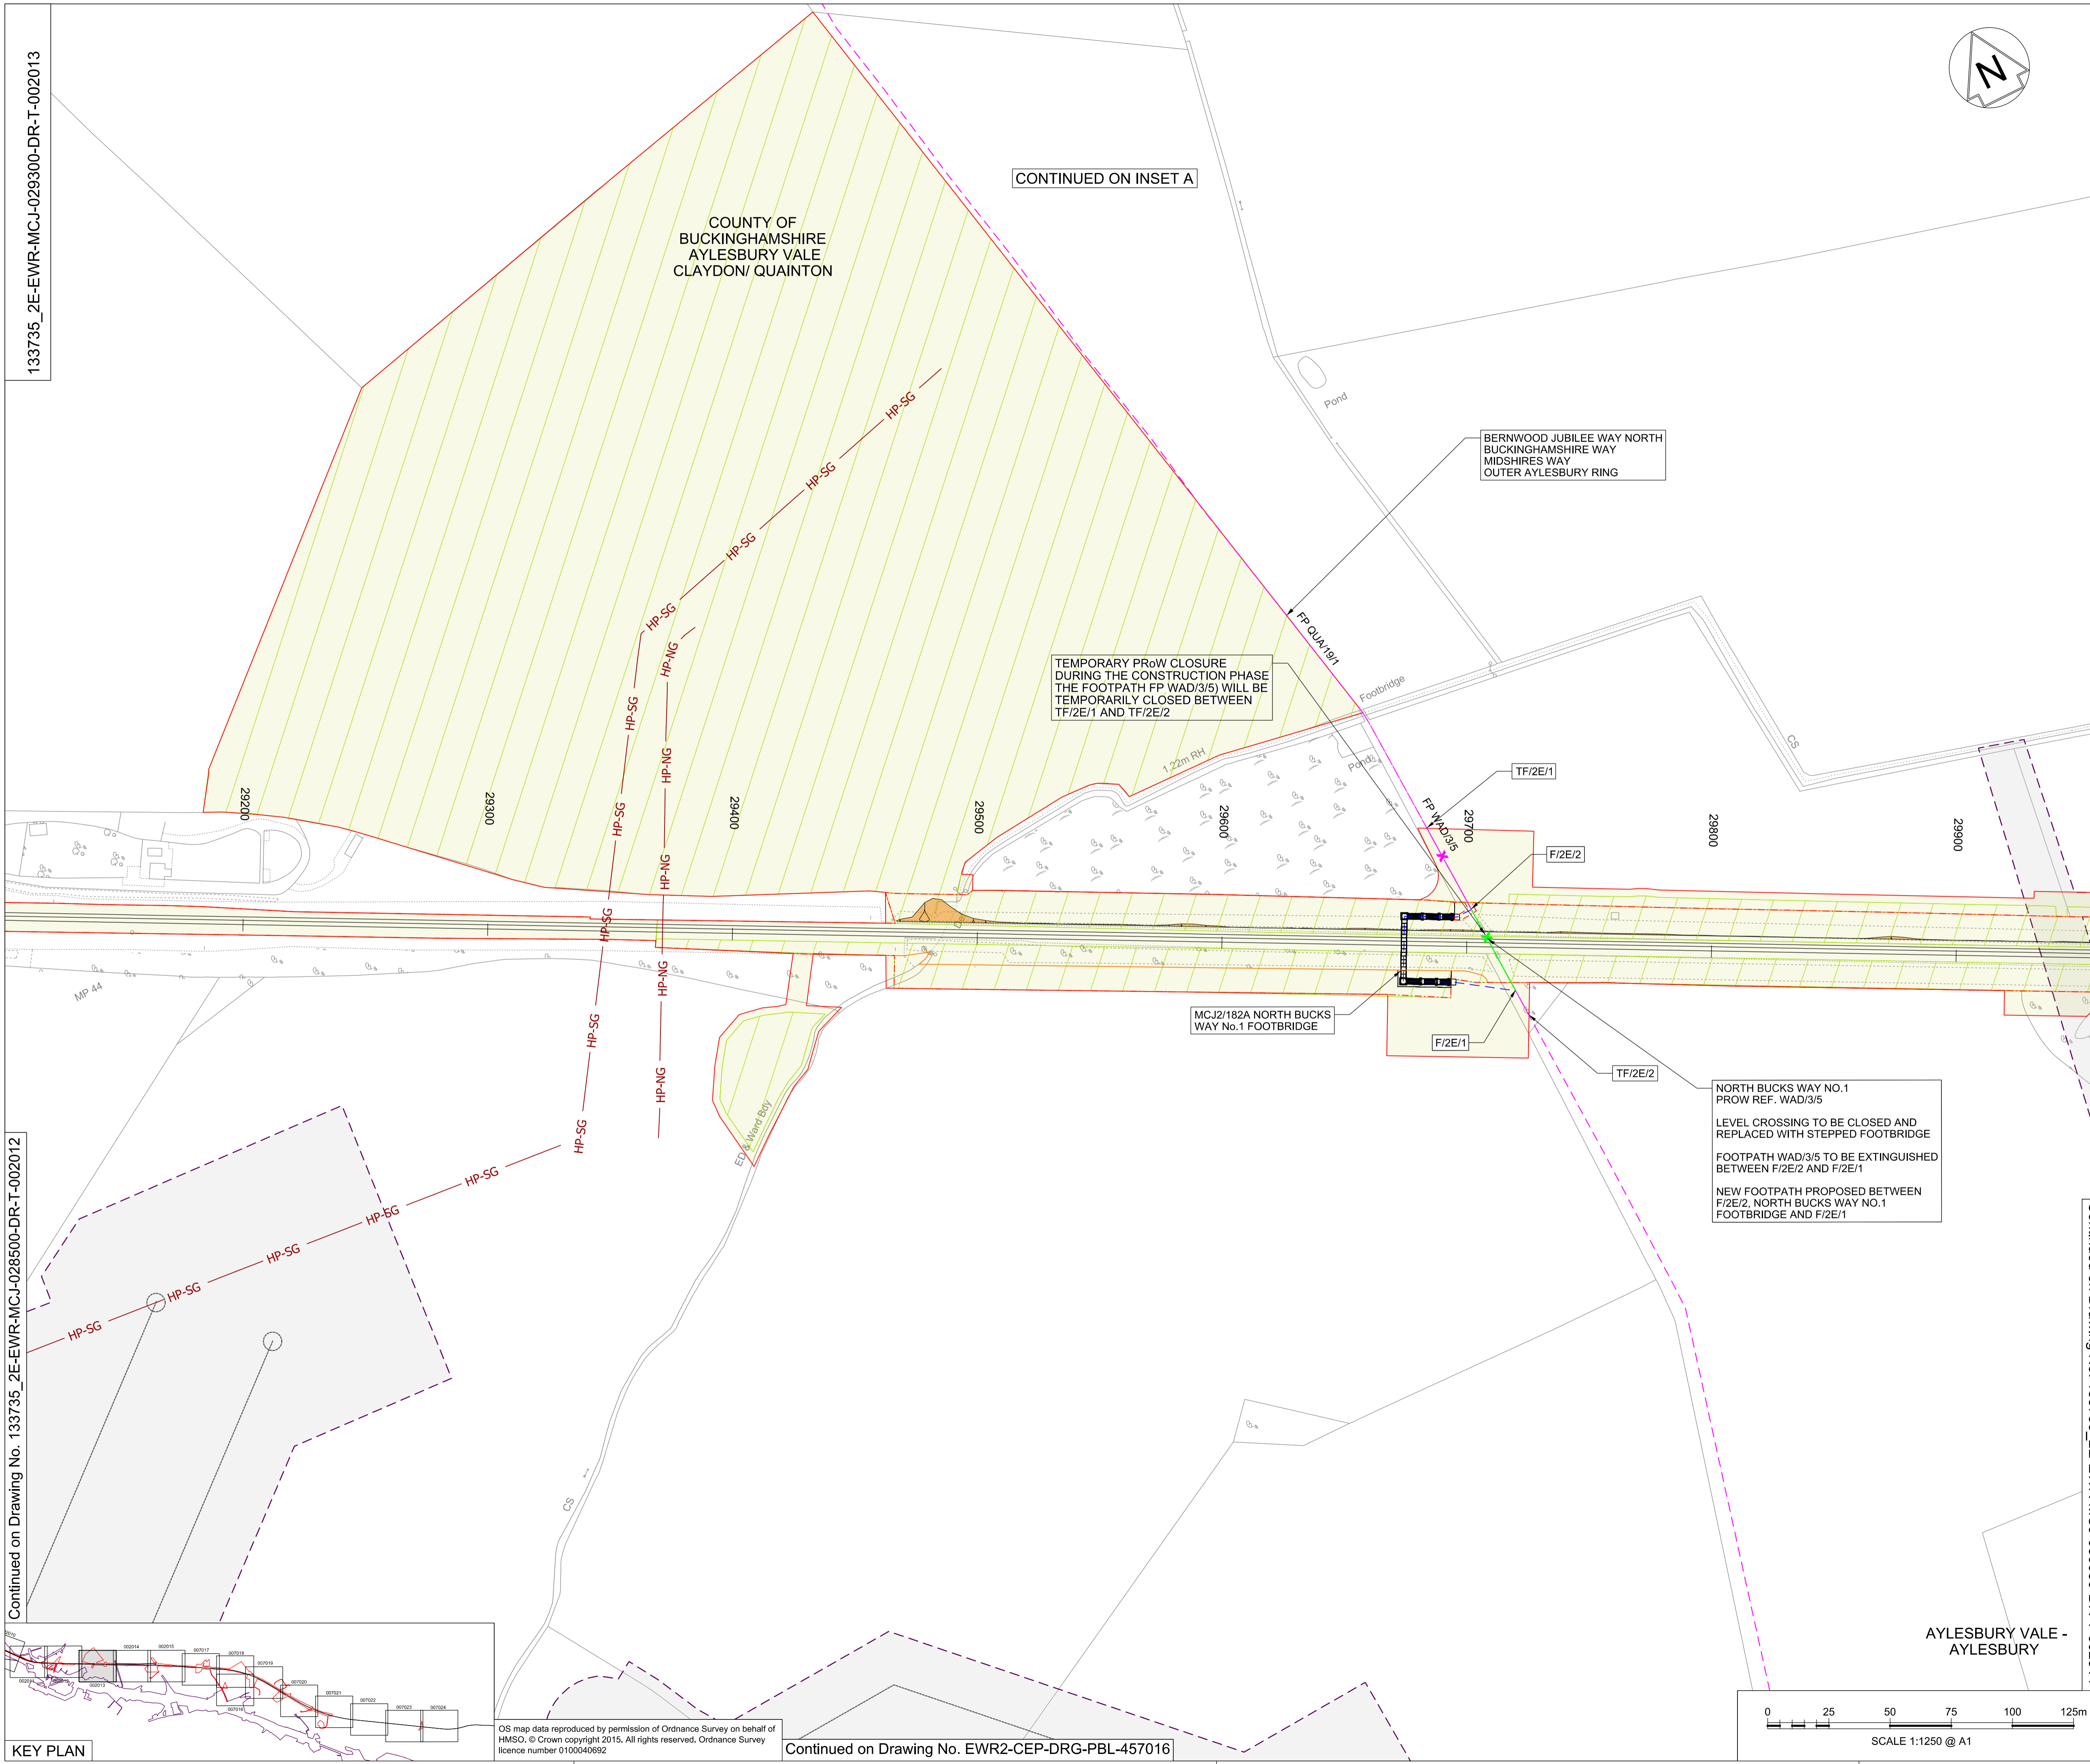 133735_2E-EWR-MCJ-029300-DR-T-002013
N
CONTINUED ON INSET A
COUNTY OF
BUCKINGHAMSHIRE
AYLESBURY VALE
CLAYDON/ QUAINTON
HP-SG
HP-SG
HP-SG
HP-SG
Pond
BERNWOOD JUBILEE WAY NORTH
BUCKINGHAMSHIRE WAY
MIDSHIRES WAY
OUTER AYLESBURY RING
FP QUA/19/1
TEMPORARY PRoW CLOSURE
DURING THE CONSTRUCTION PHASE
THE FOOTPATH FP WAD/3/5) WILL BE
TEMPORARILY CLOSED BETWEEN
TF/2E/1 AND TF/2E/2
Footbridge
HP-NG
HP-SG
HP-NG
HP-SG
HP-NG
HP-SG
HP-NG
HP-SG
HP-NG
HP-SG
1.22m RH
Pond
CS
TF/2E/1
FP WAD/3/5
F/2E/2
29200
29300
29400
29500
29600
29700
29800
29900
MP 44
MCJ2/182A NORTH BUCKS
WAY No.1 FOOTBRIDGE
F/2E/1
TF/2E/2
NORTH BUCKS WAY NO.1
PROW REF. WAD/3/5
LEVEL CROSSING TO BE CLOSED AND
REPLACED WITH STEPPED FOOTBRIDGE
FOOTPATH WAD/3/5 TO BE EXTINGUISHED
BETWEEN F/2E/2 AND F/2E/1
NEW FOOTPATH PROPOSED BETWEEN
F/2E/2, NORTH BUCKS WAY NO.1
FOOTBRIDGE AND F/2E/1
ED & Ward Bdy
HP-SG
HP-SG
HP-SG
HP-SG
HP-SG
CS
Continued on Drawing No. 133735_2E-EWR-MCJ-028500-DR-T-002012
AYLESBURY VALE -
AYLESBURY
002014
002015
007017
007018
007019
007020
007021
007022
007023
007024
002013
007016
KEY PLAN
OS map data reproduced by permission of Ordnance Survey on behalf of
HMSO. © Crown copyright 2015. All rights reserved. Ordnance Survey
licence number 0100040692
Continued on Drawing No. EWR2-CEP-DRG-PBL-457016
0 25 50 75 100 125m
SCALE 1:1250 @ A1